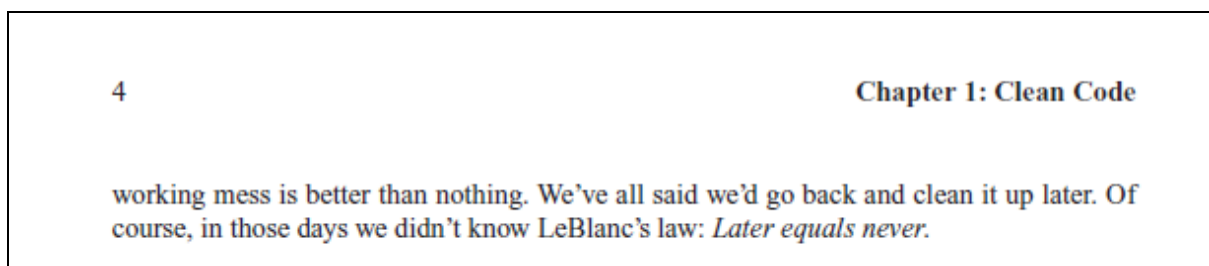 4 Chapter 1: Clean Code
working mess is better than nothing. We’ve all said we’d go back and clean it up later. Of
course, in those days we didn’t know LeBlanc’s law: Later equals never.